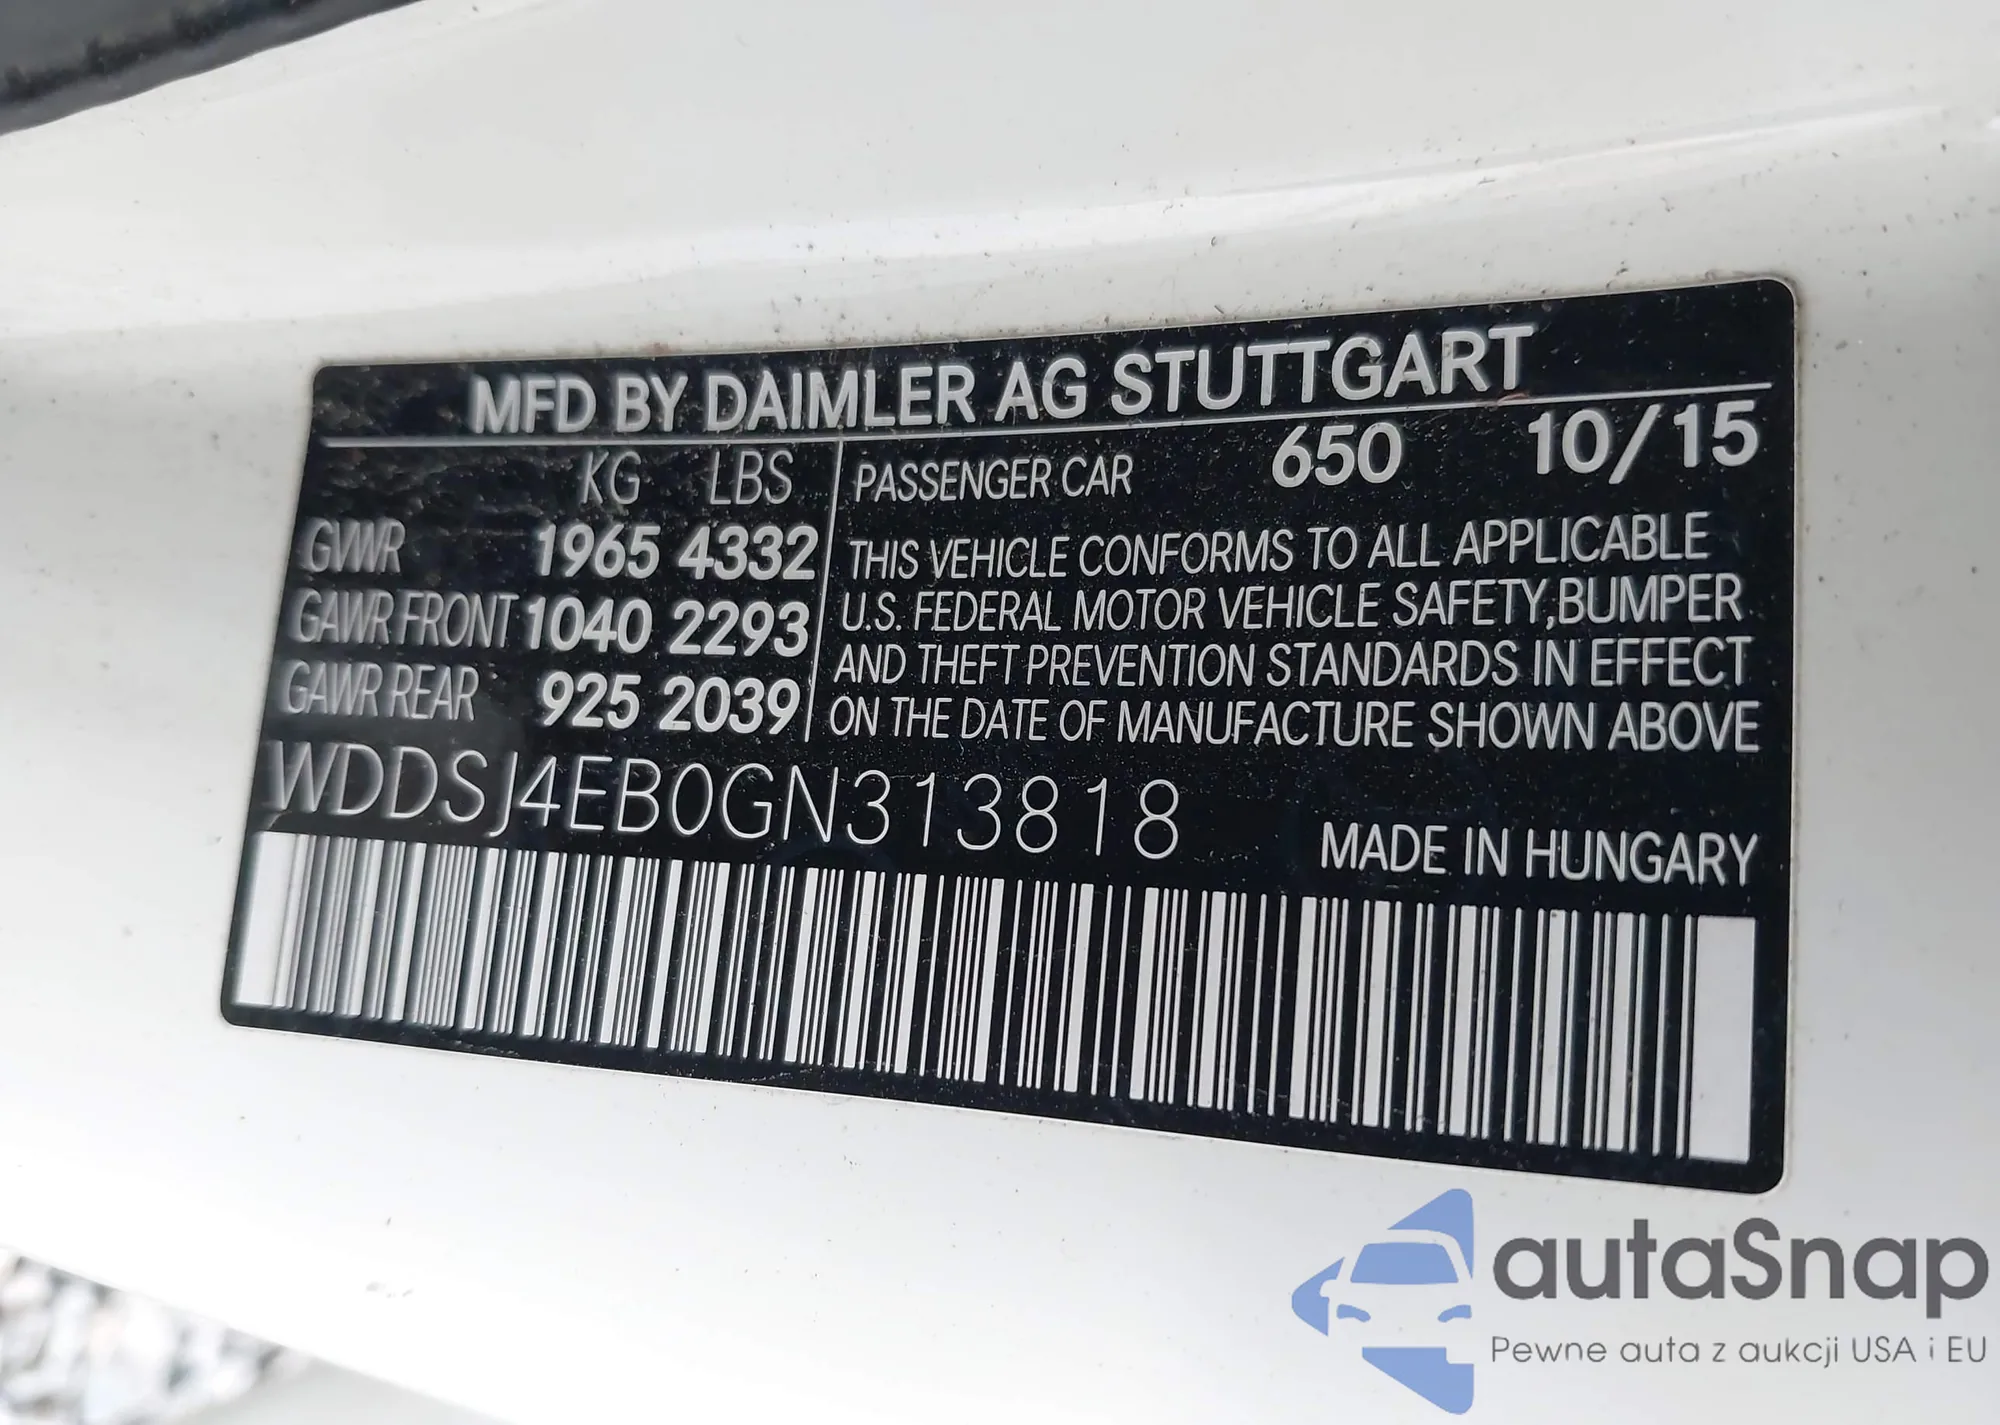 MFD BY DAIMLER AG STUTTGART
KG LBS
GVWR 1965 4332
GAWR FRONT 1040 2293
GAWR REAR 925 2039
PASSENGER CAR 650 10/15
THIS VEHICLE CONFORMS TO ALL APPLICABLE
U.S. FEDERAL MOTOR VEHICLE SAFETY, BUMPER
AND THEFT PREVENTION STANDARDS IN EFFECT
ON THE DATE OF MANUFACTURE SHOWN ABOVE
WDDSJ4EB0GN313818
MADE IN HUNGARY
autaSnap
Pewne auta z aukcji USA i EU